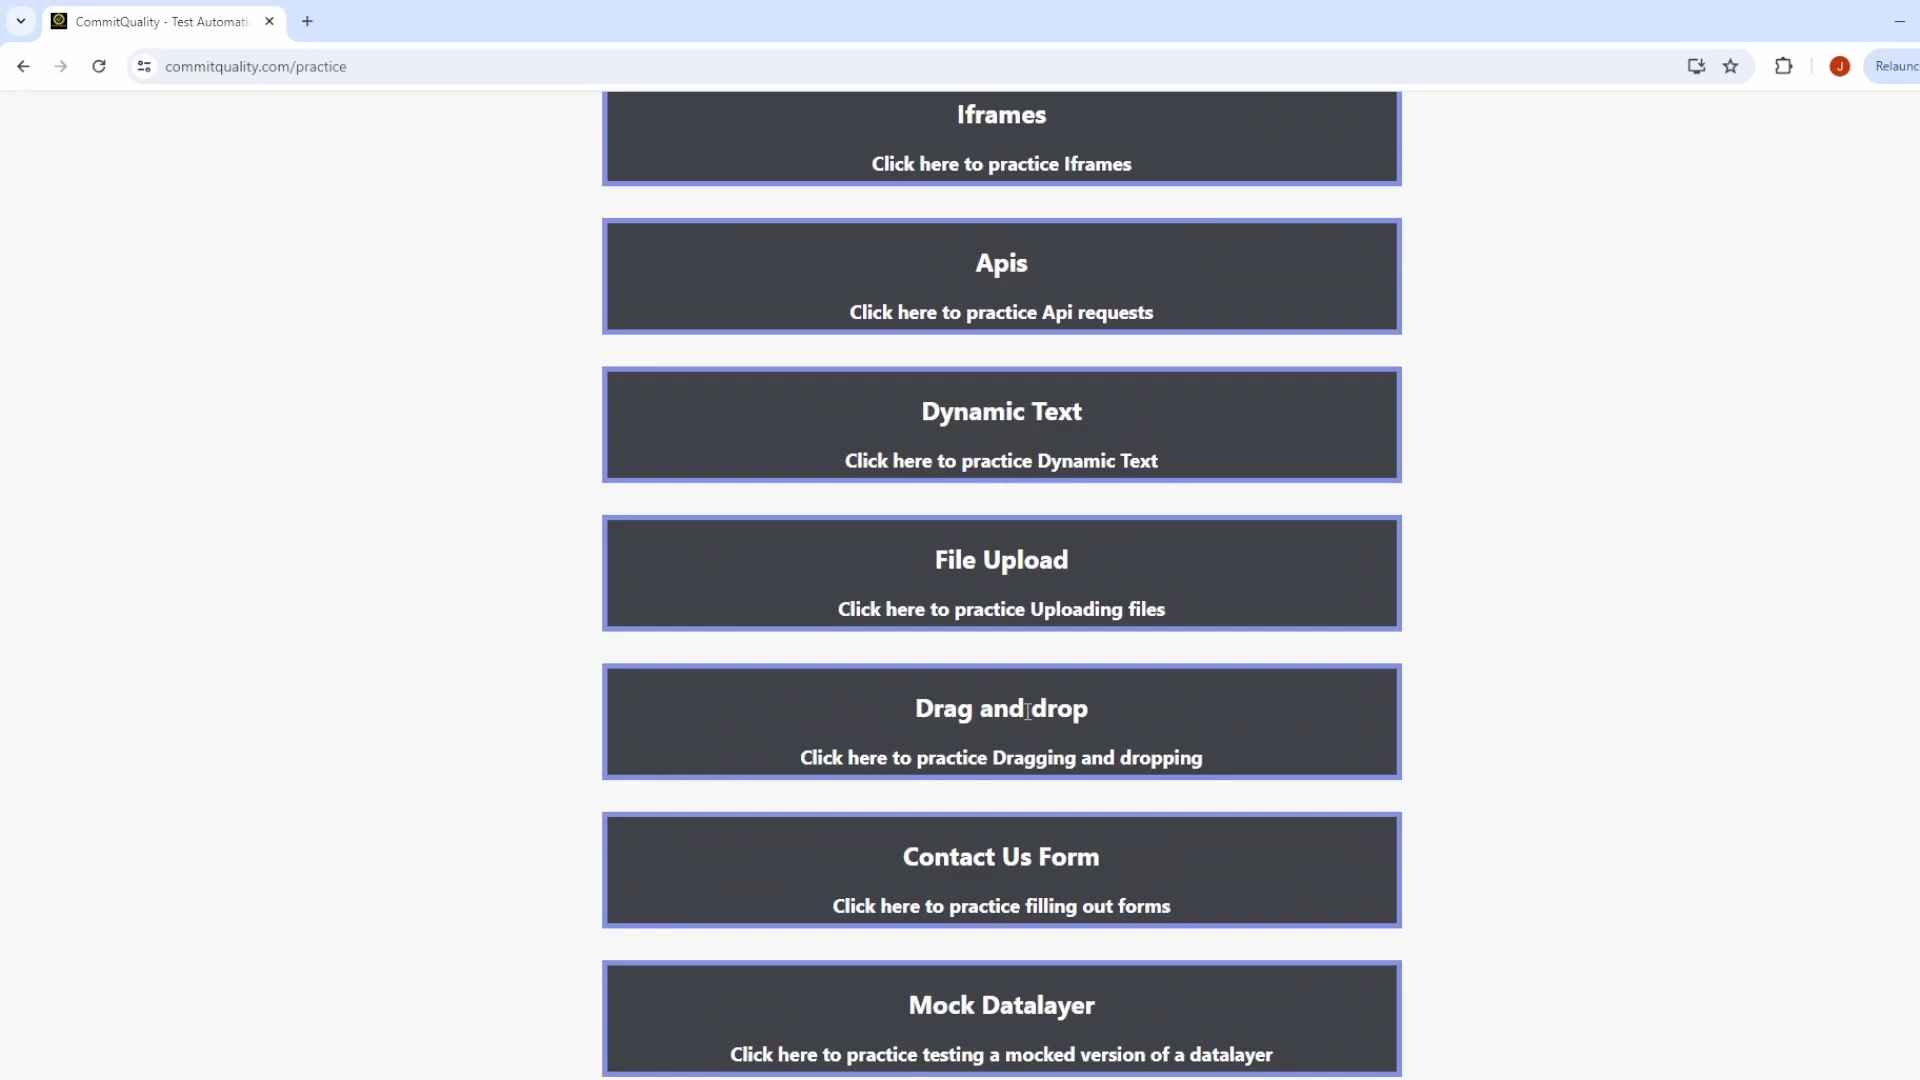 CommitQuality - Test Automati
commitquality.com/practice
J
Relaunc
Iframes
Click here to practice Iframes
Apis
Click here to practice Api requests
Dynamic Text
Click here to practice Dynamic Text
File Upload
Click here to practice Uploading files
Drag and drop
Click here to practice Dragging and dropping
Contact Us Form
Click here to practice filling out forms
Mock Datalayer
Click here to practice testing a mocked version of a datalayer